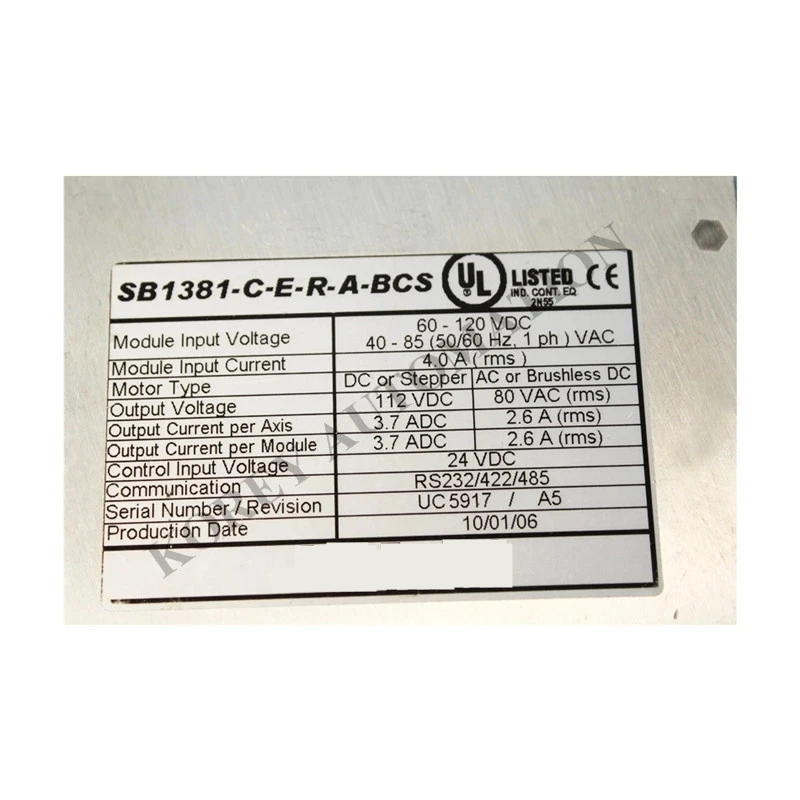 SB1381-C-E-R-A-BCS UL ® LISTED CE
IND. CONT. EQ
2N55
Module Input Voltage 60 - 120 VDC
40 - 85 (50/60 Hz, 1 ph ) VAC
Module Input Current 4.0 A ( rms )
Motor Type DC or Stepper AC or Brushless DC
Output Voltage 112 VDC 80 VAC (rms)
Output Current per Axis 3.7 ADC 2.6 A (rms)
Output Current per Module 3.7 ADC 2.6 A (rms)
Control Input Voltage 24 VDC
Communication RS232/422/485
Serial Number / Revision UC5917 / A5
Production Date 10/01/06
KOREY AUTOMATION